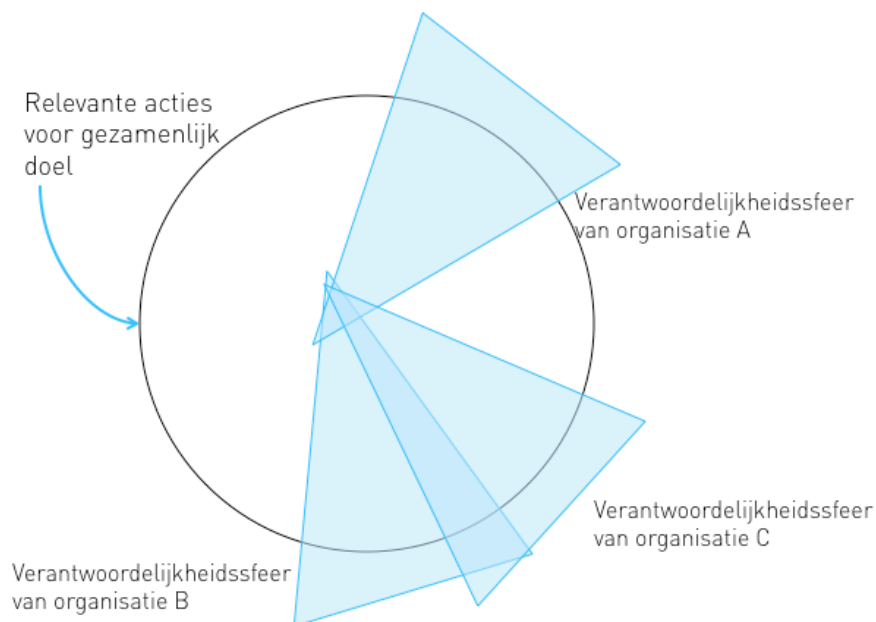 Relevante acties
voor gezamenlijk
doel
Verantwoordelijkheidssfeer
van organisatie A
Verantwoordelijkheidssfeer
van organisatie C
Verantwoordelijkheidssfeer
van organisatie B